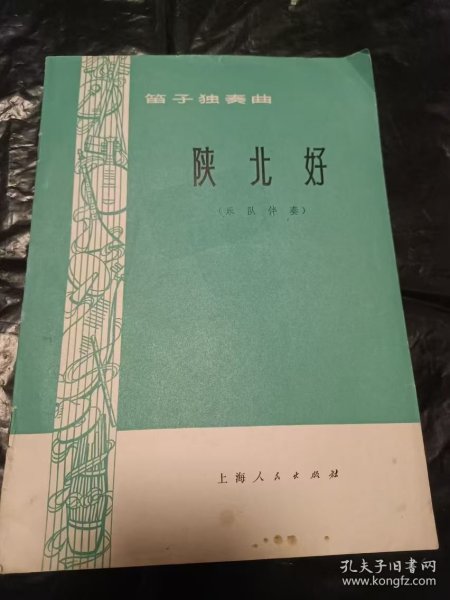 笛子独奏曲
陕北好
（乐队伴奏）
上海人民出版社
孔夫子旧书网
www.kongfz.com